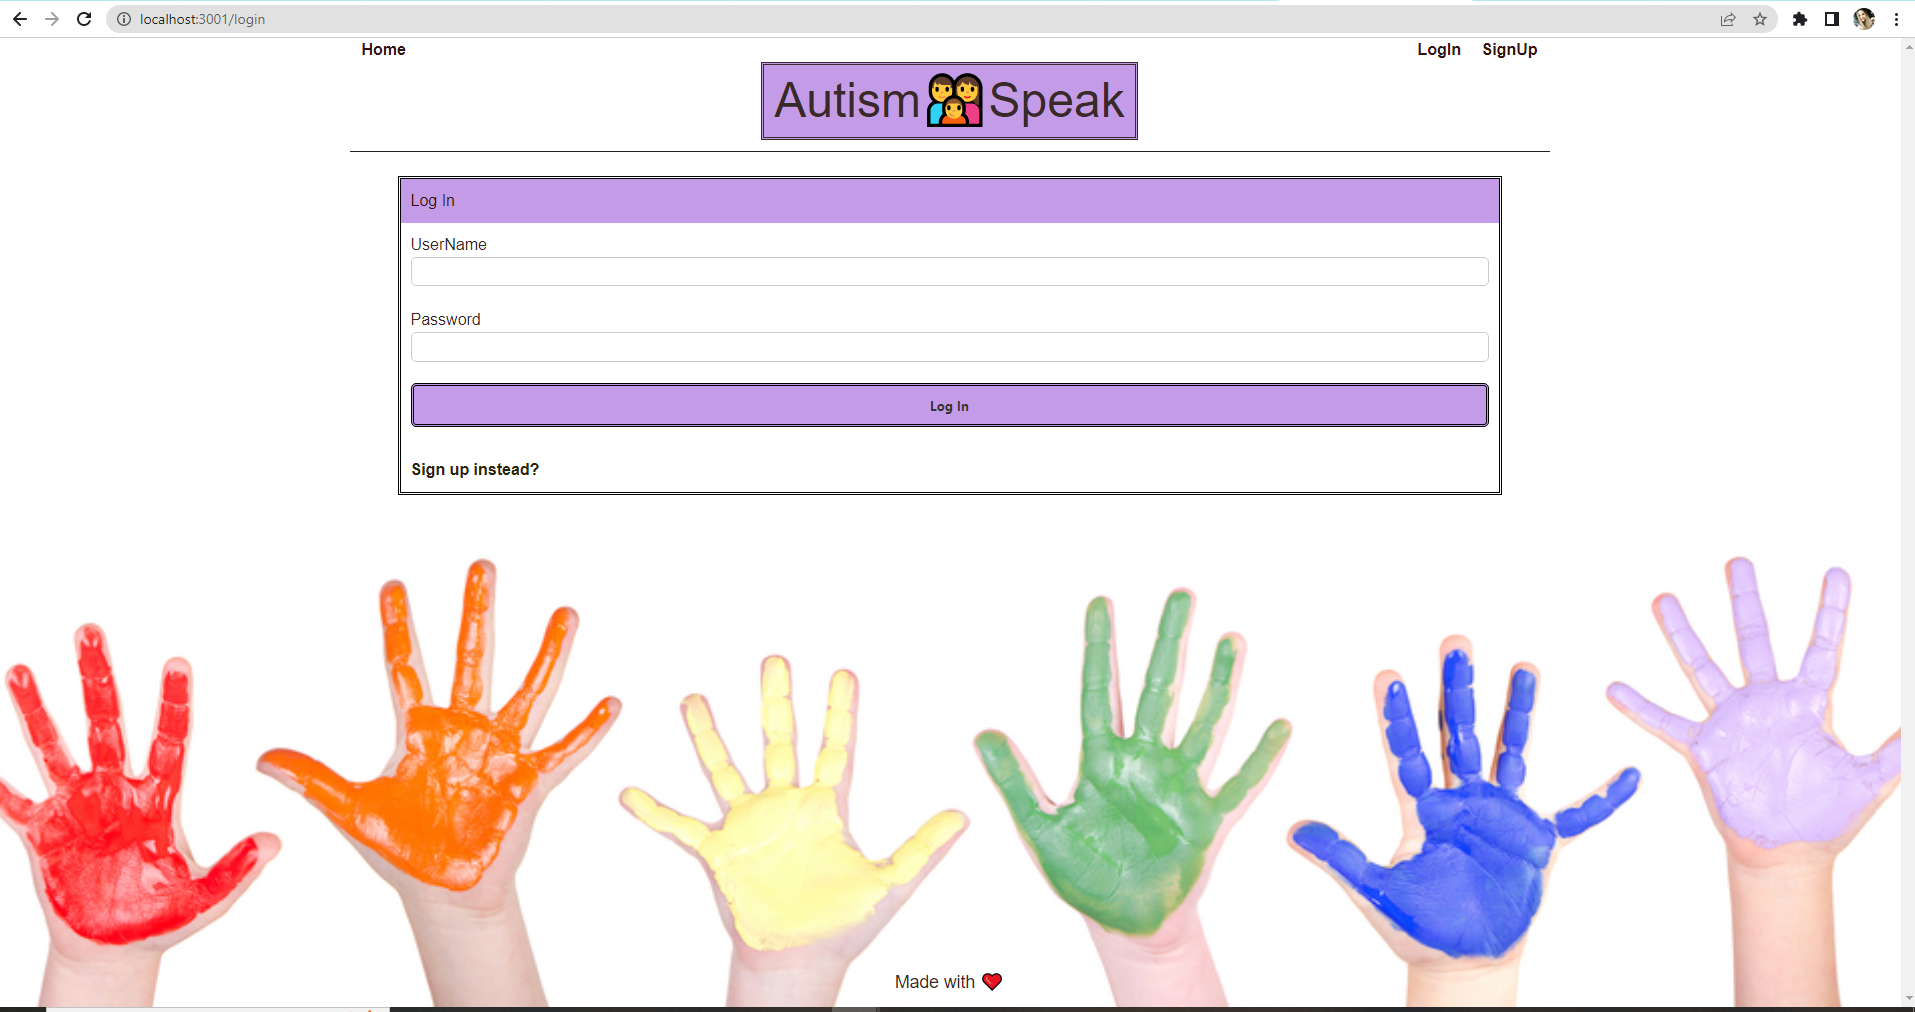 localhost:3001/login
Home LogIn SignUp
Autism👨‍👩‍👦Speak
Log In
UserName
Password
Log In
Sign up instead?
Made with ❤️